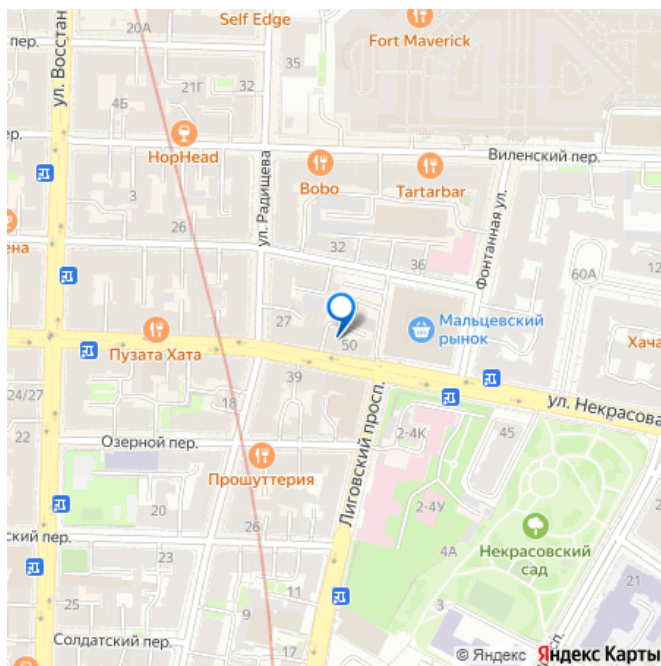 Self Edge
20А
Fort Maverick
35
ул. Восстан
21Г
4Б
пер.
HopHead
Виленский пер.
Bobo
Tartarbar
ул. Радищева
3
Фонтанная ул.
26
ена
32
36
60А
12
27
Мальцевский
рынок
Пузата Хата
50
Хача
39
24/27
18
ул. Некрасова
22
2-4К
45
Озерной пер.
Лиговский просп.
Прошуттерия
20
2-4У
26
ский пер.
Некрасовский
сад
4А
23
21
11
25
9
3
Солдатский пер.
17
сп.
© Яндекс Яндекс Карты